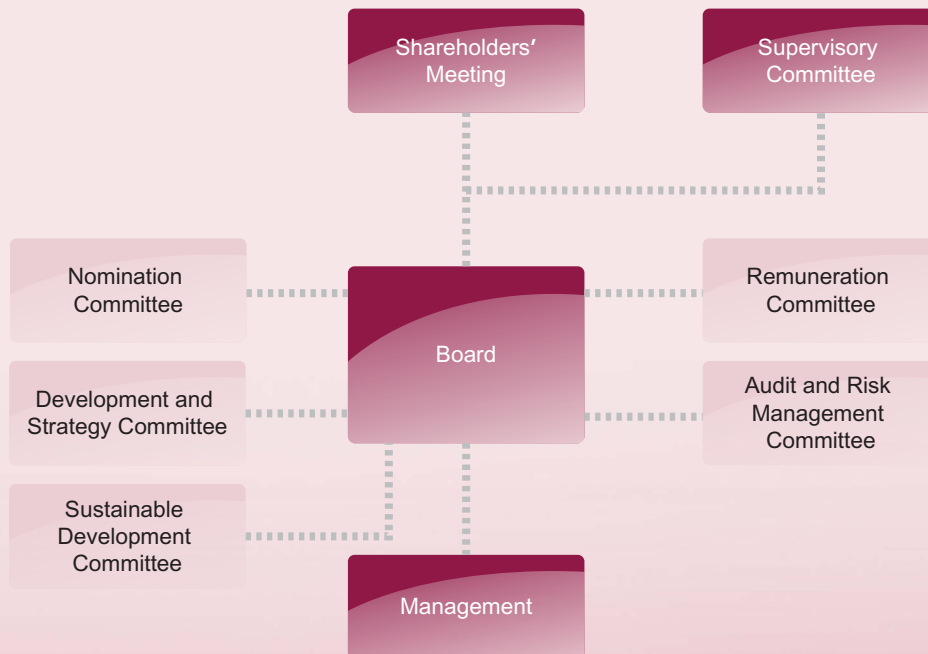 Shareholders’
Meeting
Supervisory
Committee
Nomination
Committee
Remuneration
Committee
Board
Development and
Strategy Committee
Audit and Risk
Management
Committee
Sustainable
Development
Committee
Management